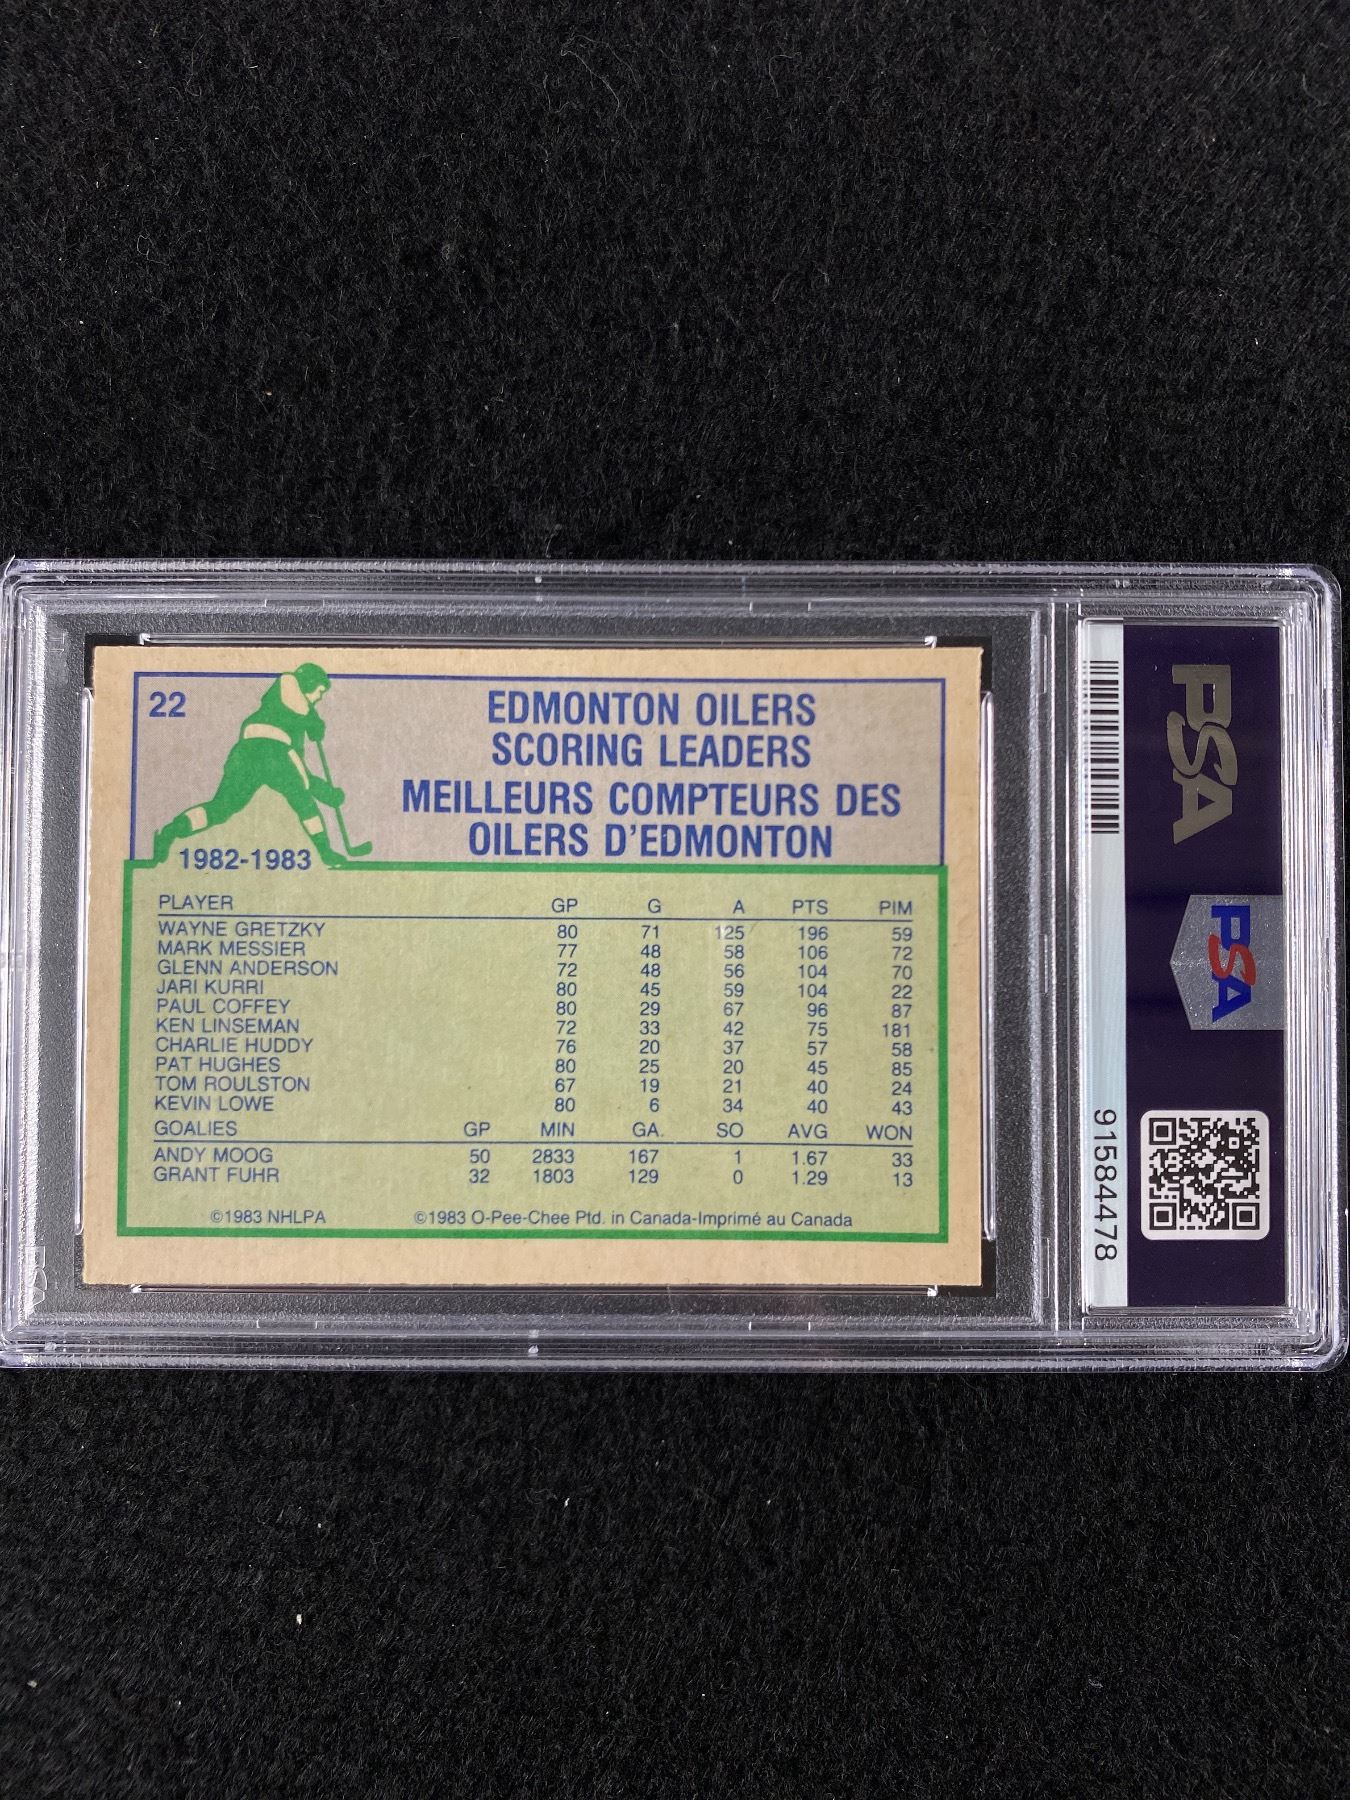 22
EDMONTON OILERS
SCORING LEADERS
MEILLEURS COMPTEURS DES
OILERS D'EDMONTON
1982-1983
PLAYER GP G A PTS PIM
WAYNE GRETZKY 80 71 125 196 59
MARK MESSIER 77 48 58 106 72
GLENN ANDERSON 72 48 56 104 70
JARI KURRI 80 45 59 104 22
PAUL COFFEY 80 29 67 96 87
KEN LINSEMAN 72 33 42 75 181
CHARLIE HUDDY 76 20 37 57 58
PAT HUGHES 80 25 20 45 85
TOM ROULSTON 67 19 21 40 24
KEVIN LOWE 80 6 34 40 43
GOALIES GP MIN GA. SO AVG WON
ANDY MOOG 50 2833 167 1 1.67 33
GRANT FUHR 32 1803 129 0 1.29 13
©1983 NHLPA ©1983 O-Pee-Chee Ptd. in Canada-Imprimé au Canada
PSA
PSA
91584478